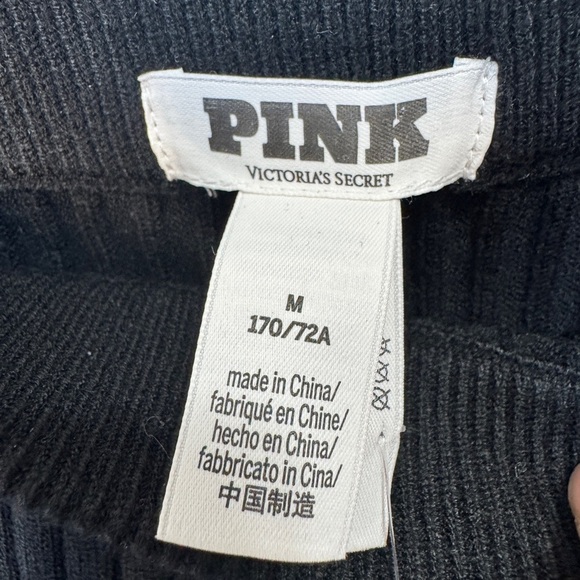 PINK
VICTORIA'S SECRET
M
170/72A
made in China/
fabriqué en Chine/
hecho en China/
fabbricato in Cina/
中国制造